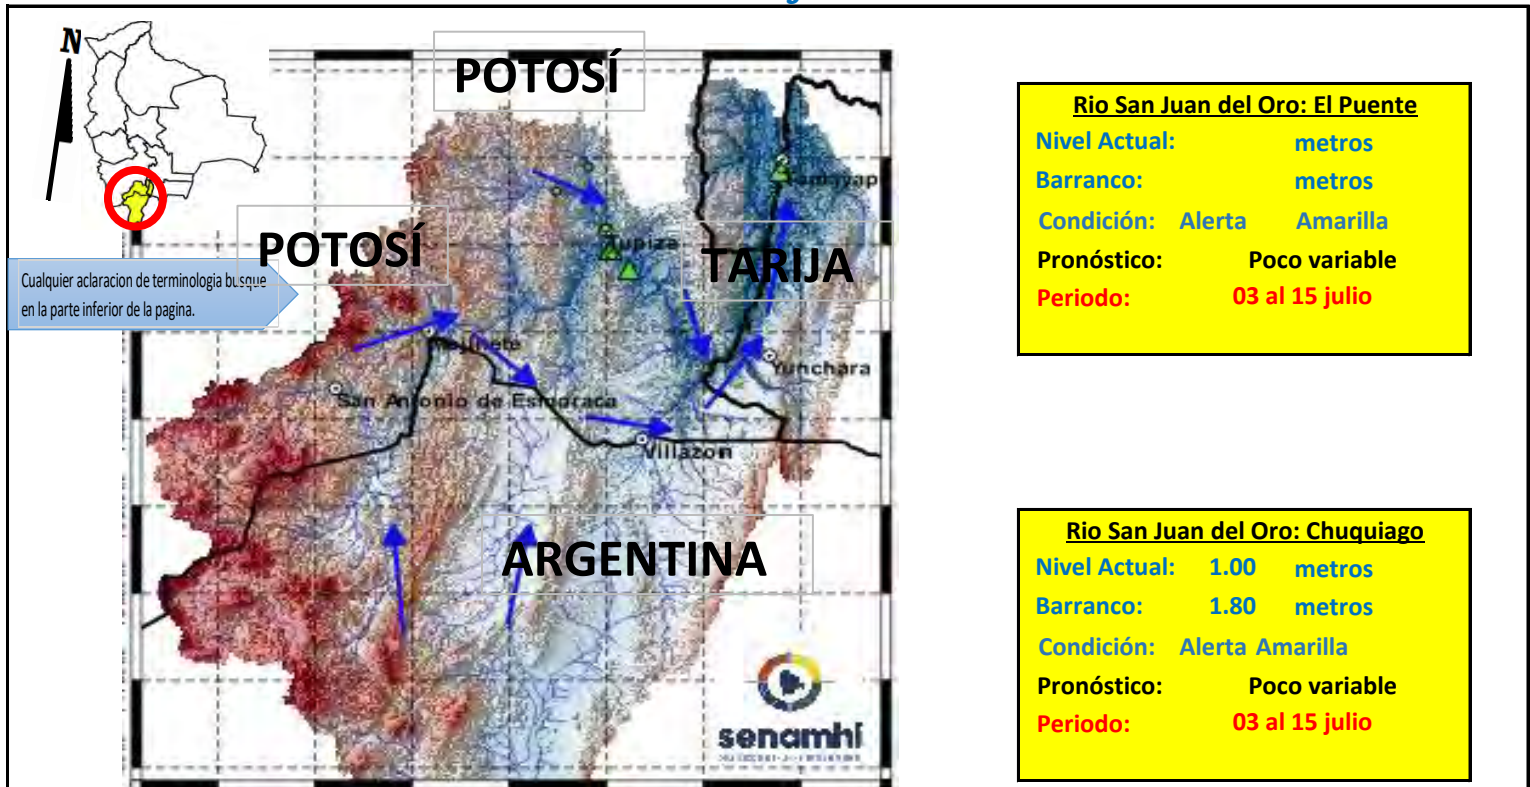 N
POTOSÍ
POTOSÍ
TARIJA
ARGENTINA
Cualquier aclaracion de terminologia busque
en la parte inferior de la pagina.
Tupiza
Yunchara
San Antonio de Esmoraca
Villazon
senamhí
Rio San Juan del Oro: El Puente
Nivel Actual: metros
Barranco: metros
Condición: Alerta Amarilla
Pronóstico: Poco variable
Periodo: 03 al 15 julio
Rio San Juan del Oro: Chuquiago
Nivel Actual: 1.00 metros
Barranco: 1.80 metros
Condición: Alerta Amarilla
Pronóstico: Poco variable
Periodo: 03 al 15 julio